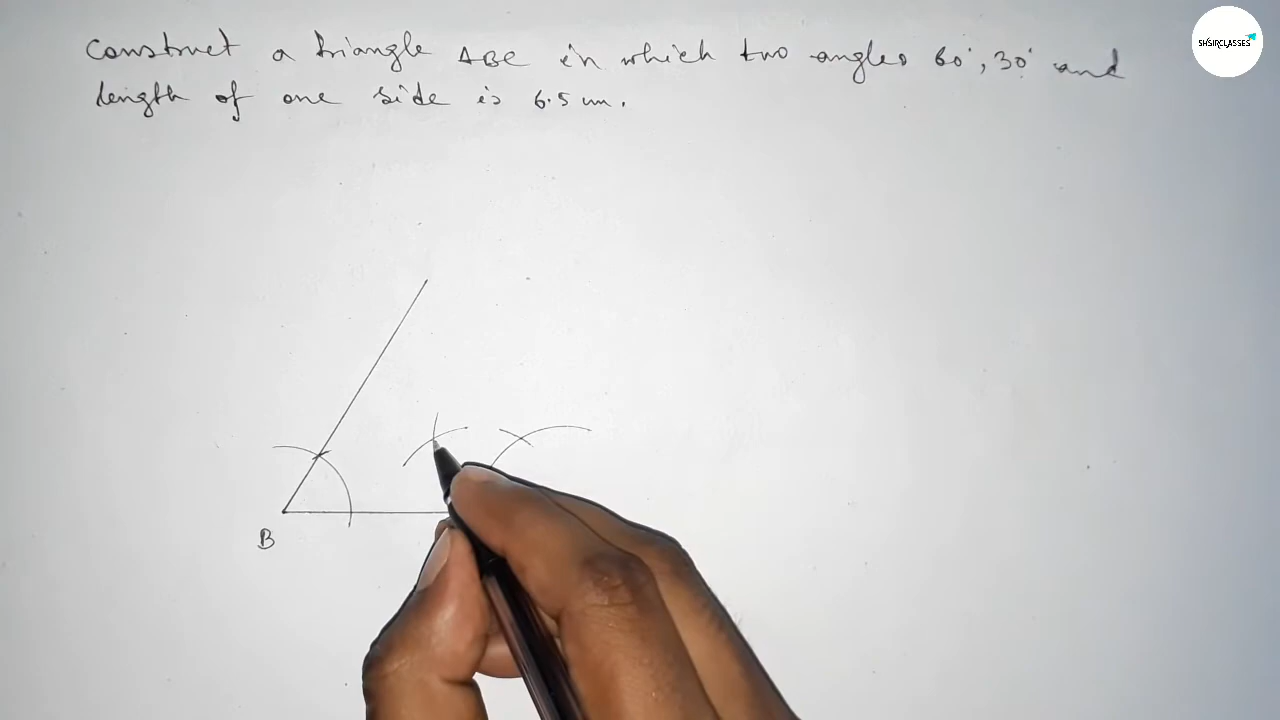 Construct a triangle ABC in which two angles 60°, 30° and
length of one side is 6.5 cm.
SHSIRCLASSES
B